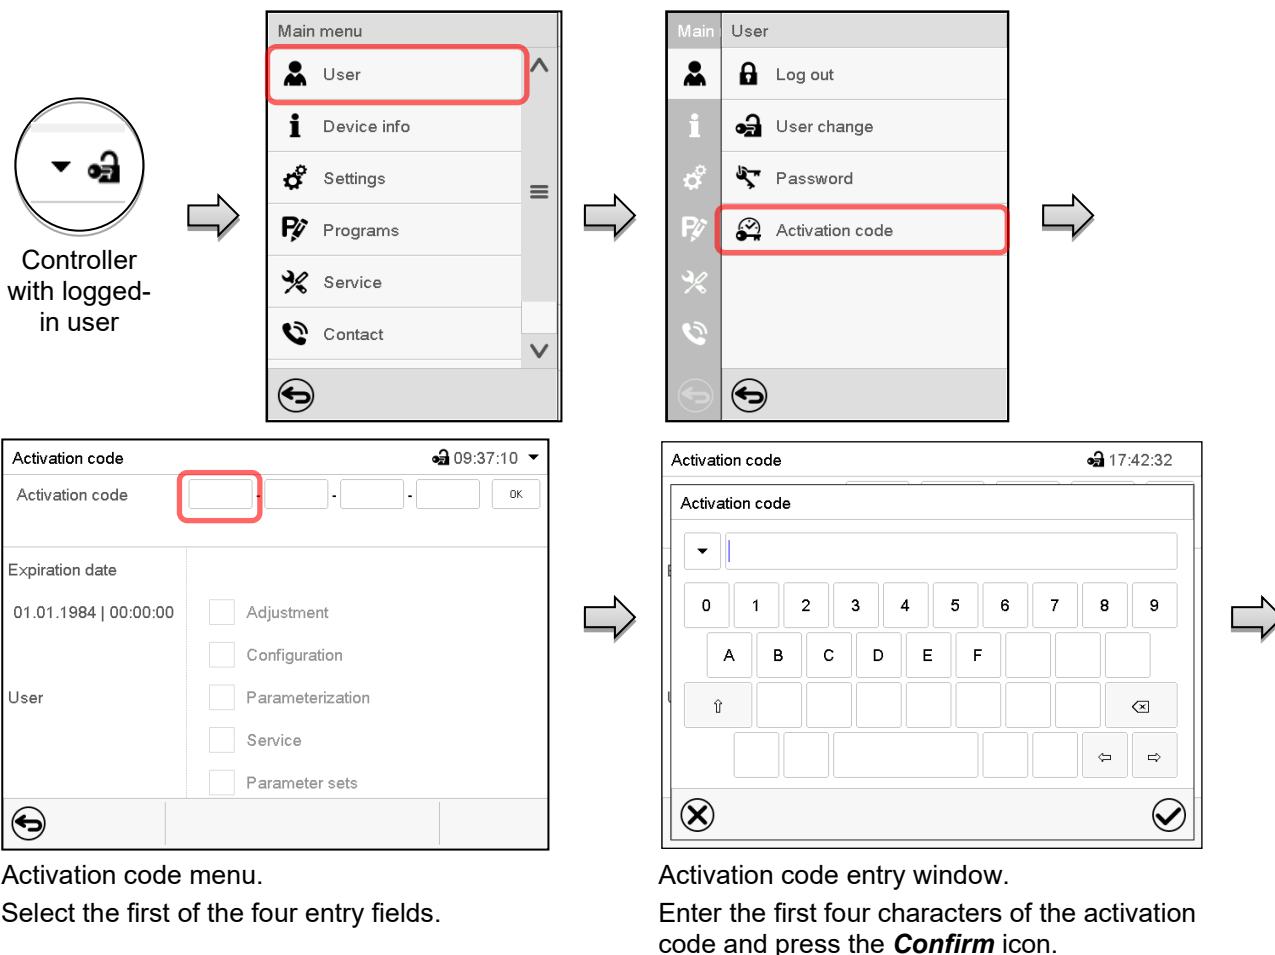 Controller
with logged-
in user
Main menu
User
Device info
Settings
Programs
Service
Contact
Main
User
Log out
User change
Password
Activation code
Activation code
09:37:10
Activation code
- - -
OK
Expiration date
01.01.1984 | 00:00:00
Adjustment
Configuration
User
Parameterization
Service
Parameter sets
Activation code menu.
Select the first of the four entry fields.
Activation code
17:42:32
Activation code
0 1 2 3 4 5 6 7 8 9
A B C D E F
Activation code entry window.
Enter the first four characters of the activation
code and press the Confirm icon.